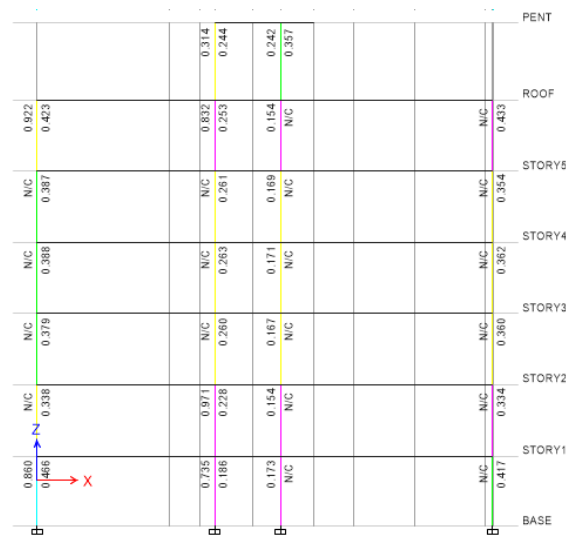 PENT
0.314 0.244 0.242 0.357
ROOF
0.922 0.423 0.832 0.253 0.154 N/C N/C 0.433
STORY5
N/C 0.387 N/C 0.261 0.169 N/C N/C 0.354
STORY4
N/C 0.388 N/C 0.263 0.171 N/C N/C 0.362
STORY3
N/C 0.379 N/C 0.260 0.167 N/C N/C 0.360
STORY2
N/C 0.338 0.971 0.228 0.154 N/C N/C 0.334
Z
STORY1
0.860 0.466 0.735 0.186 0.173 N/C N/C 0.417
X
BASE